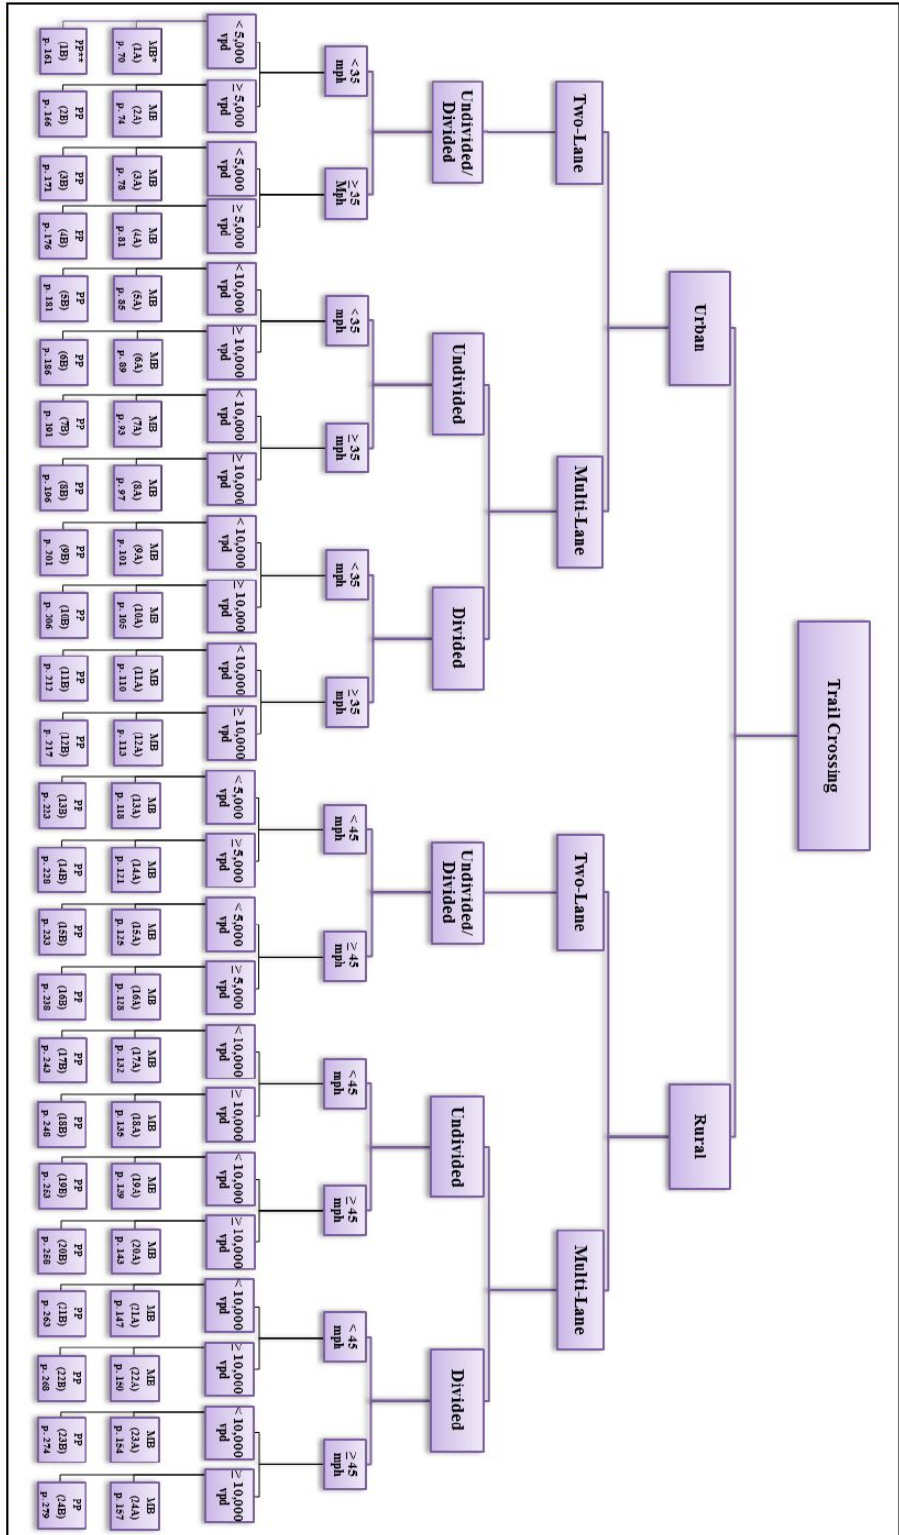 Trail Crossing
Urban
Rural
Two-Lane
Multi-Lane
Two-Lane
Multi-Lane
Undivided/
Divided
Undivided
Divided
Undivided/
Divided
Undivided
Divided
< 35
mph
≥ 35
Mph
< 35
mph
≥ 35
mph
< 35
mph
≥ 35
mph
< 45
mph
≥ 45
mph
< 45
mph
≥ 45
mph
< 45
mph
≥ 45
mph
< 5,000
vpd
≥ 5,000
vpd
< 5,000
vpd
≥ 5,000
vpd
< 10,000
vpd
≥ 10,000
vpd
< 10,000
vpd
≥ 10,000
vpd
< 10,000
vpd
≥ 10,000
vpd
< 10,000
vpd
≥ 10,000
vpd
< 5,000
vpd
≥ 5,000
vpd
< 5,000
vpd
≥ 5,000
vpd
< 10,000
vpd
≥ 10,000
vpd
< 10,000
vpd
≥ 10,000
vpd
< 10,000
vpd
≥ 10,000
vpd
< 10,000
vpd
≥ 10,000
vpd
MB*
(1A)
p. 70
MB
(2A)
p. 74
MB
(3A)
p. 78
MB
(4A)
p. 81
MB
(5A)
p. 85
MB
(6A)
p. 89
MB
(7A)
p. 93
MB
(8A)
p. 97
MB
(9A)
p. 101
MB
(10A)
p. 105
MB
(11A)
p. 110
MB
(12A)
p. 113
MB
(13A)
p. 118
MB
(14A)
p. 121
MB
(15A)
p. 125
MB
(16A)
p. 128
MB
(17A)
p. 132
MB
(18A)
p. 135
MB
(19A)
p. 139
MB
(20A)
p. 143
MB
(21A)
p. 147
MB
(22A)
p. 150
MB
(23A)
p. 154
MB
(24A)
p. 157
PP**
(1B)
p. 161
PP
(2B)
p. 166
PP
(3B)
p. 171
PP
(4B)
p. 176
PP
(5B)
p. 181
PP
(6B)
p. 186
PP
(7B)
p. 191
PP
(8B)
p. 196
PP
(9B)
p. 201
PP
(10B)
p. 206
PP
(11B)
p. 212
PP
(12B)
p. 217
PP
(13B)
p. 223
PP
(14B)
p. 228
PP
(15B)
p. 233
PP
(16B)
p. 238
PP
(17B)
p. 243
PP
(18B)
p. 248
PP
(19B)
p. 253
PP
(20B)
p. 258
PP
(21B)
p. 263
PP
(22B)
p. 268
PP
(23B)
p. 274
PP
(24B)
p. 279